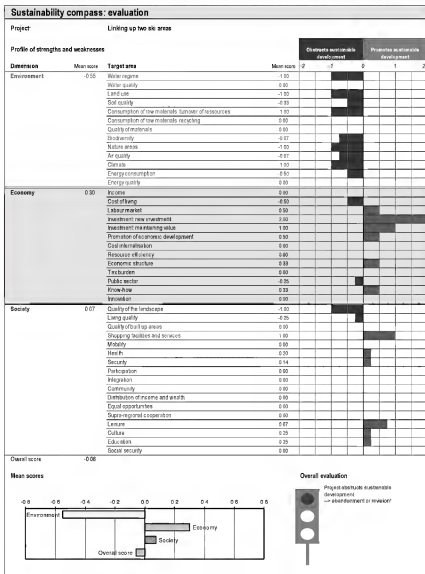 Sustainability compass: evaluation
Project: Linking up two ski areas
Profile of strengths and weaknesses
Obstructs sustainable development Promotes sustainable development
Dimension Mean score Target area Mean score -2 -1 0 1 2
Environment -0.55 Water regime -1.00
Water quality 0.00
Land use -1.00
Soil quality
Consumption of raw materials: turnover of ressources
Consumption of raw materials: recycling 0.00
Quality of materials 0.00
Biodiversity -0.67
Nature areas -1.00
Air quality -0.67
Climate
Energy consumption -0.50
Energy quality 0.00
Economy 0.30 Income 0.00
Cost of living -0.50
Labour market 0.50
Investment: new investment
Investment: maintaining value 1.00
Promotion of economic development 0.50
Cost internalisation 0.00
Resource efficiency 0.00
Economic structure
Tax burden 0.00
Public sector -0.25
Know-how 0.33
Innovation 0.00
Society 0.07 Quality of the landscape -1.00
Living quality -0.25
Quality of built up areas 0.00
Shopping facilities and services 1.00
Mobility 0.00
Health 0.20
Security 0.14
Participation 0.00
Integration 0.00
Community 0.00
Distribution of income and wealth 0.00
Equal opportunities 0.00
Supra-regional cooperation 0.00
Leisure 0.67
Culture 0.25
Education 0.25
Social security 0.00
Overall score -0.06
Mean scores Overall evaluation
Project obstructs sustainable
development
--> abandonment or revision!
-0.8 -0.6 -0.4 -0.2 0.0 0.2 0.4 0.6 0.8
Environment
Economy
Society
Overall score